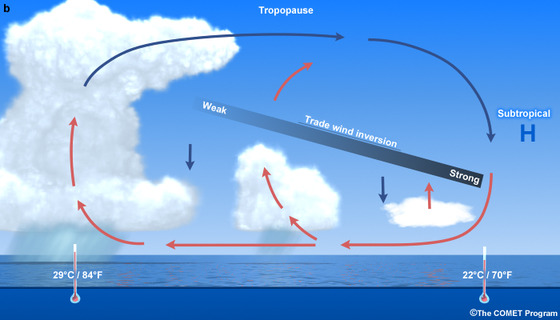 b
Tropopause
Weak
Trade wind inversion
Strong
Subtropical
H
29°C / 84°F
22°C / 70°F
©The COMET Program